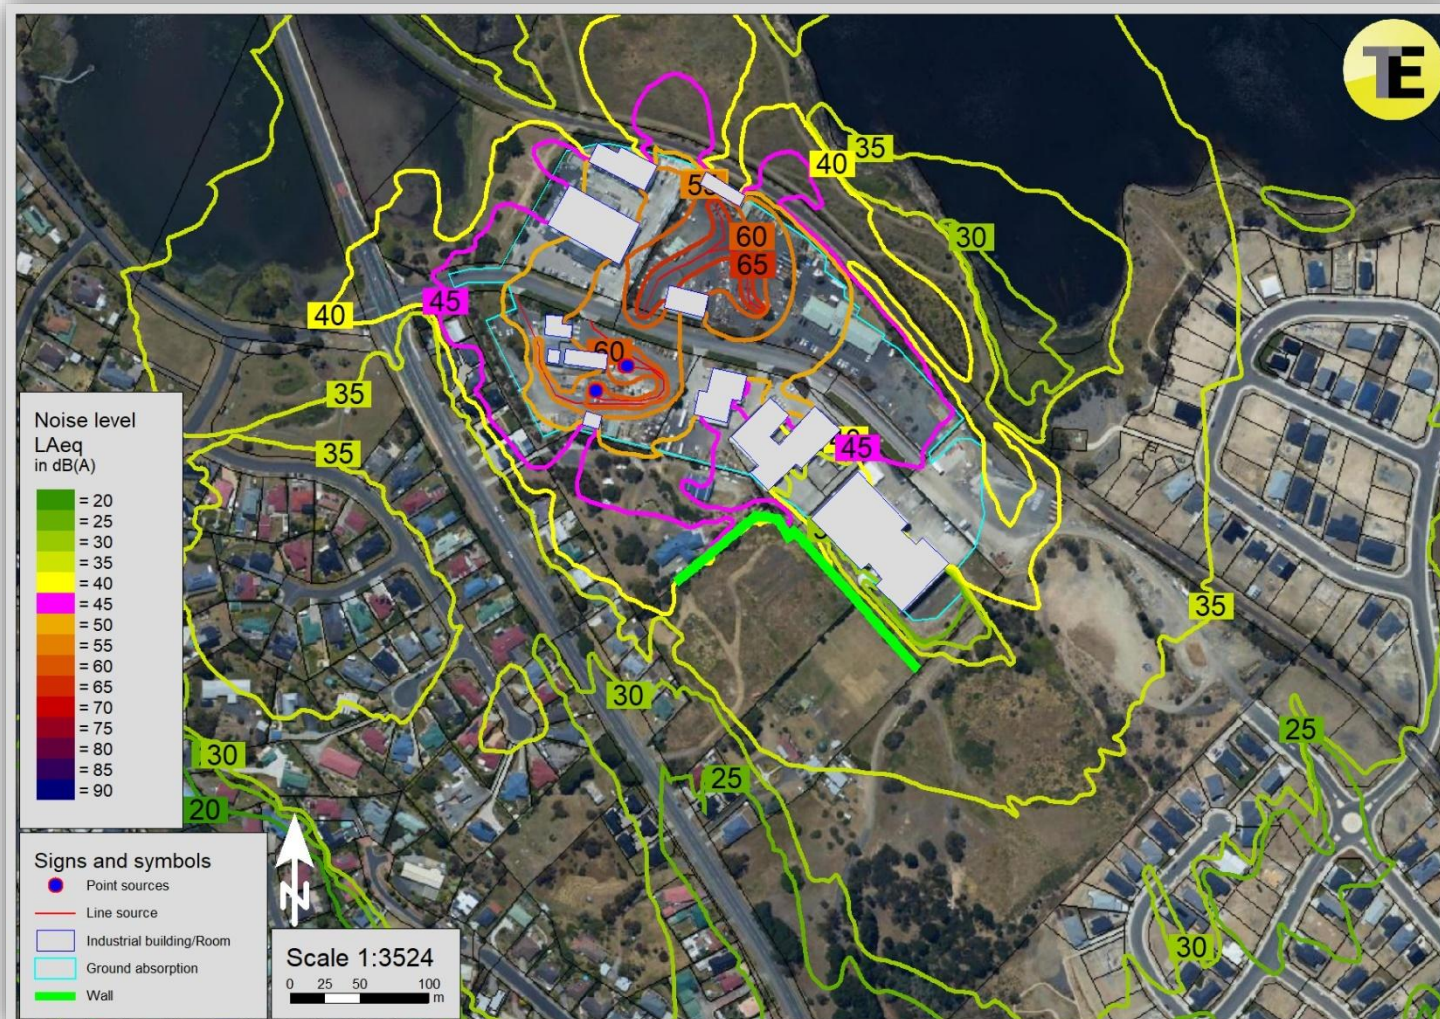 TE
35
40
55
60
30
65
45
40
60
35
45
35
35
30
30
25
25
20
30
Noise level
LAeq
in dB(A)
= 20
= 25
= 30
= 35
= 40
= 45
= 50
= 55
= 60
= 65
= 70
= 75
= 80
= 85
= 90
Signs and symbols
Point sources
Line source
Industrial building/Room
Ground absorption
Wall
N
Scale 1:3524
0 25 50 100
m